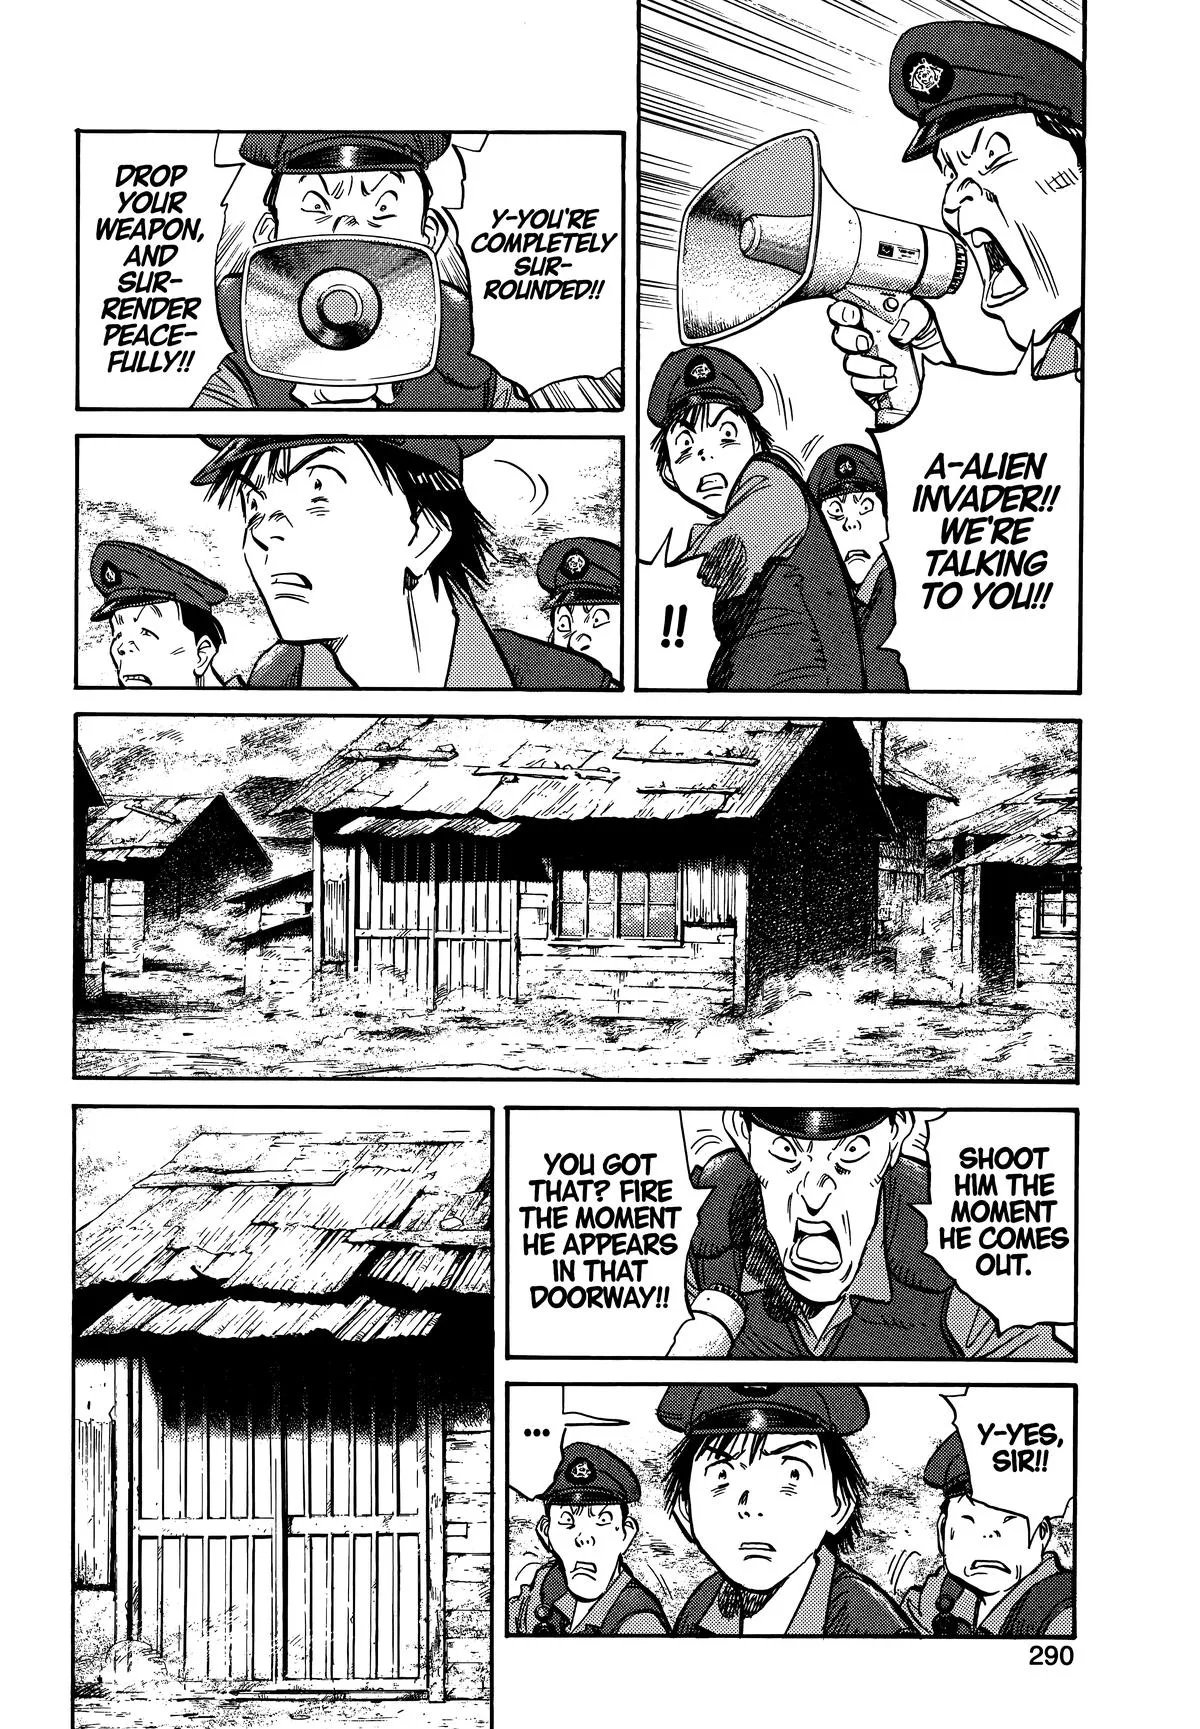 A-ALIEN
INVADER!!
WE'RE
TALKING
TO YOU!!
!!
Y-YOU'RE
COMPLETELY
SUR-
ROUNDED!!
DROP
YOUR
WEAPON,
AND
SUR-
RENDER
PEACE-
FULLY!!
SHOOT
HIM THE
MOMENT
HE COMES
OUT.
YOU GOT
THAT? FIRE
THE MOMENT
HE APPEARS
IN THAT
DOORWAY!!
Y-YES,
SIR!!
...
290